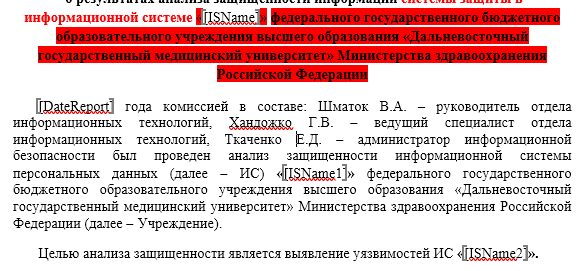 о результатах анализа защищенности информации системы защиты в
информационной системе «[ISName]» федерального государственного бюджетного
образовательного учреждения высшего образования «Дальневосточный
государственный медицинский университет» Министерства здравоохранения
Российской Федерации
[DateReport] года комиссией в составе: Шматок В.А. – руководитель отдела
информационных технологий, Хандожко Г.В. – ведущий специалист отдела
информационных технологий, Ткаченко Е.Д. – администратор информационной
безопасности был проведен анализ защищенности информационной системы
персональных данных (далее – ИС) «[ISName1]» федерального государственного
бюджетного образовательного учреждения высшего образования «Дальневосточный
государственный медицинский университет» Министерства здравоохранения Российской
Федерации (далее – Учреждение).
Целью анализа защищенности является выявление уязвимостей ИС «[ISName2]».